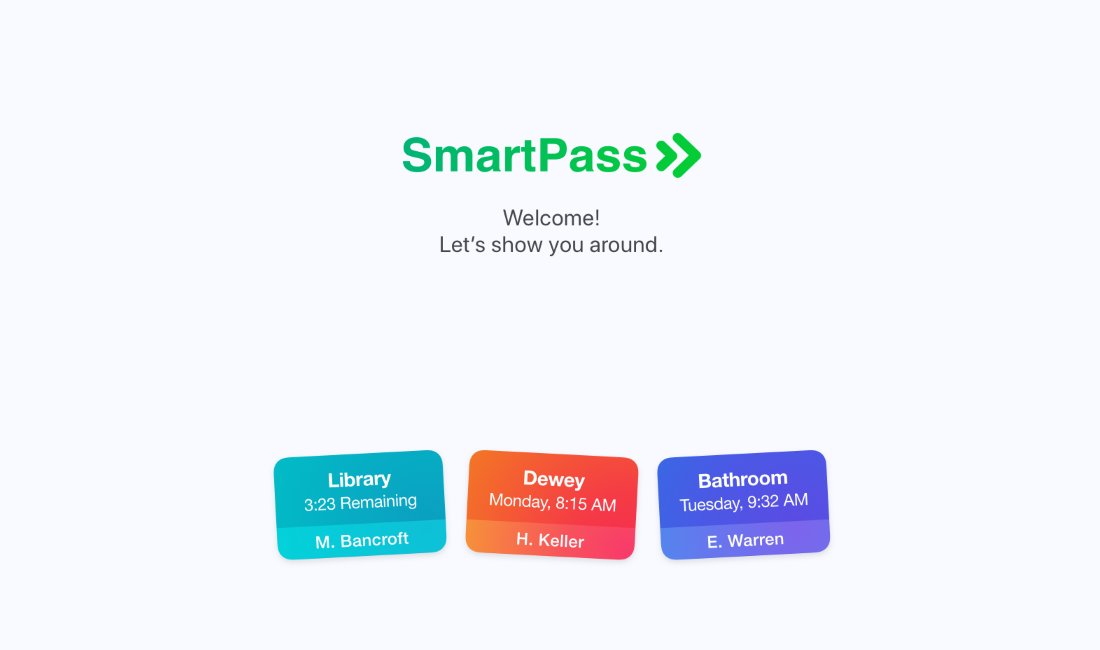 SmartPass
Welcome!
Let’s show you around.
Library
3:23 Remaining
M. Bancroft
Dewey
Monday, 8:15 AM
H. Keller
Bathroom
Tuesday, 9:32 AM
E. Warren